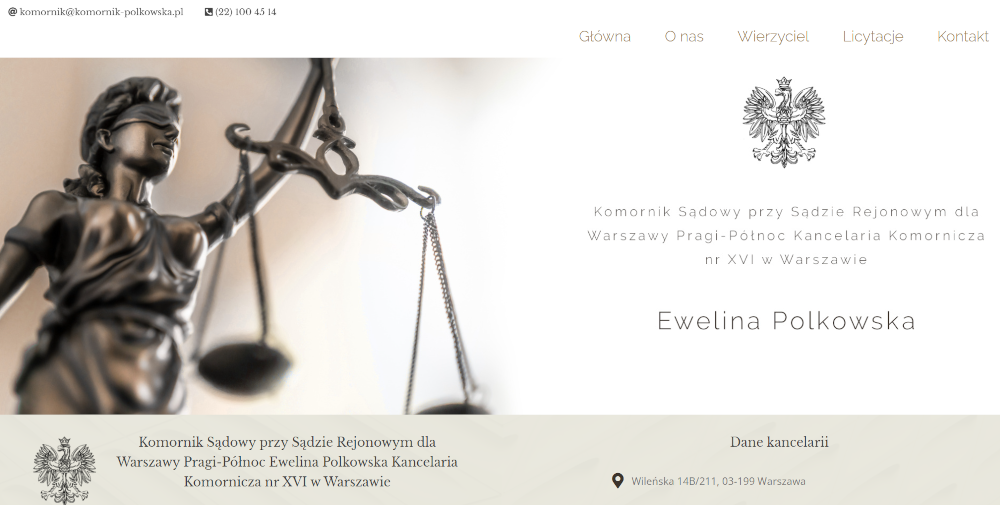 komornik@komornik-polkowska.pl (22) 100 45 14
Główna O nas Wierzyciel Licytacje Kontakt
Komornik Sądowy przy Sądzie Rejonowym dla
Warszawy Pragi-Północ Kancelaria Komornicza
nr XVI w Warszawie
Ewelina Polkowska
Komornik Sądowy przy Sądzie Rejonowym dla
Warszawy Pragi-Północ Ewelina Polkowska Kancelaria
Komornicza nr XVI w Warszawie
Dane kancelarii
Wileńska 14B/211, 03-199 Warszawa